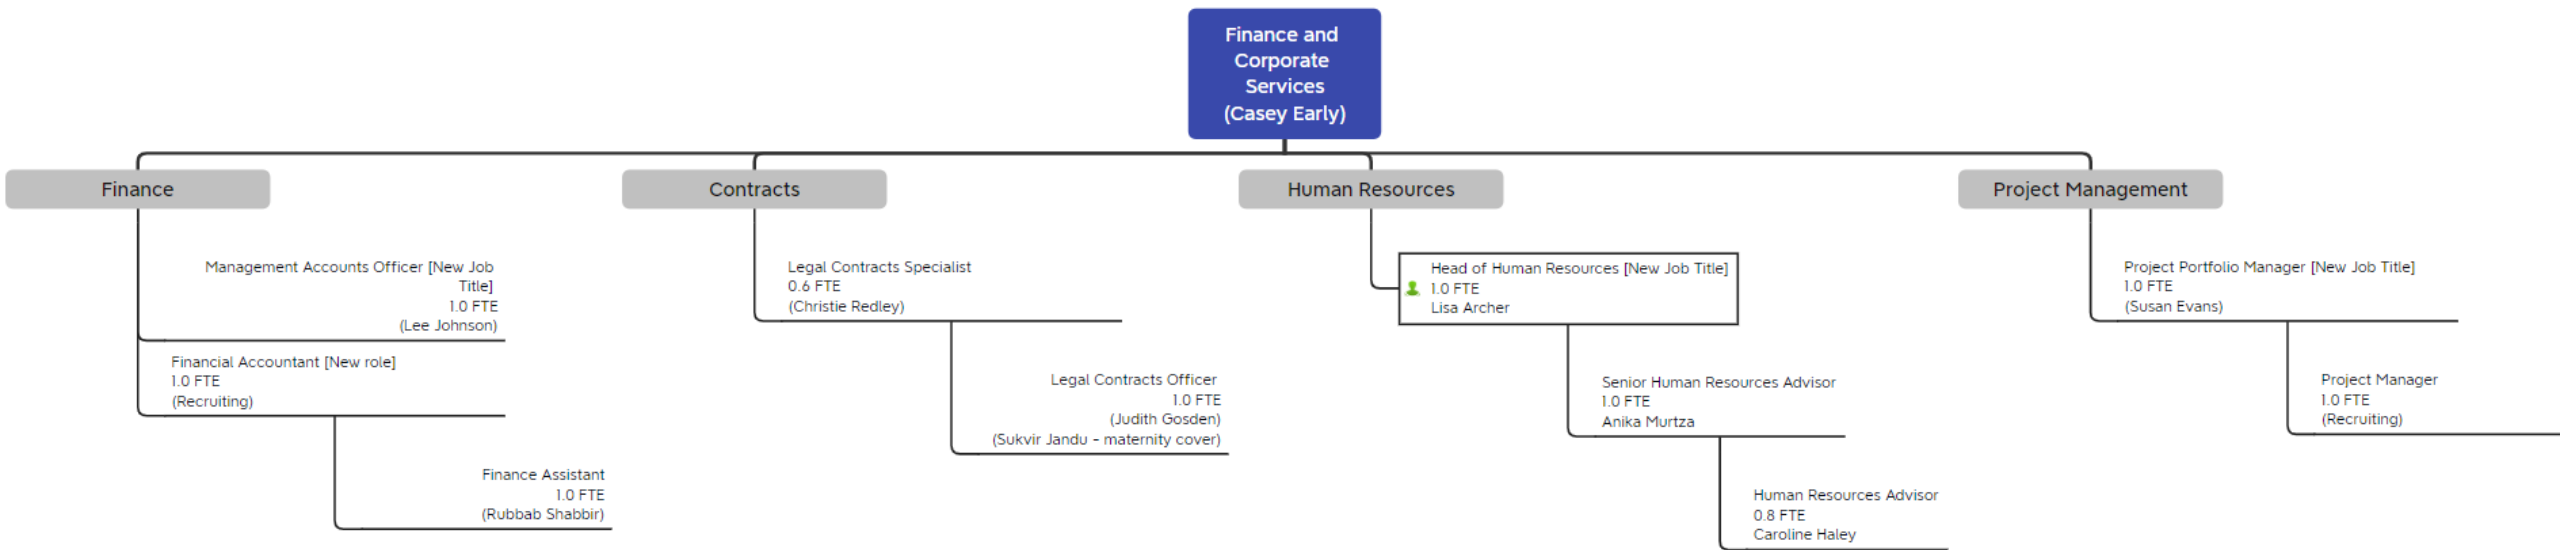 Finance and
Corporate
Services
(Casey Early)
Finance
Contracts
Human Resources
Project Management
Management Accounts Officer [New Job
Title]
1.0 FTE
(Lee Johnson)
Financial Accountant [New role]
1.0 FTE
(Recruiting)
Finance Assistant
1.0 FTE
(Rubbab Shabbir)
Legal Contracts Specialist
0.6 FTE
(Christie Redley)
Legal Contracts Officer
1.0 FTE
(Judith Gosden)
(Sukvir Jandu - maternity cover)
Head of Human Resources [New Job Title]
1.0 FTE
Lisa Archer
Senior Human Resources Advisor
1.0 FTE
Anika Murtza
Human Resources Advisor
0.8 FTE
Caroline Haley
Project Portfolio Manager [New Job Title]
1.0 FTE
(Susan Evans)
Project Manager
1.0 FTE
(Recruiting)